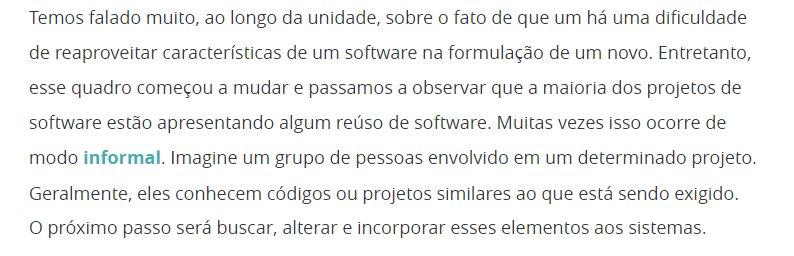 Temos falado muito, ao longo da unidade, sobre o fato de que um há uma dificuldade
de reaproveitar características de um software na formulação de um novo. Entretanto,
esse quadro começou a mudar e passamos a observar que a maioria dos projetos de
software estão apresentando algum reúso de software. Muitas vezes isso ocorre de
modo informal. Imagine um grupo de pessoas envolvido em um determinado projeto.
Geralmente, eles conhecem códigos ou projetos similares ao que está sendo exigido.
O próximo passo será buscar, alterar e incorporar esses elementos aos sistemas.